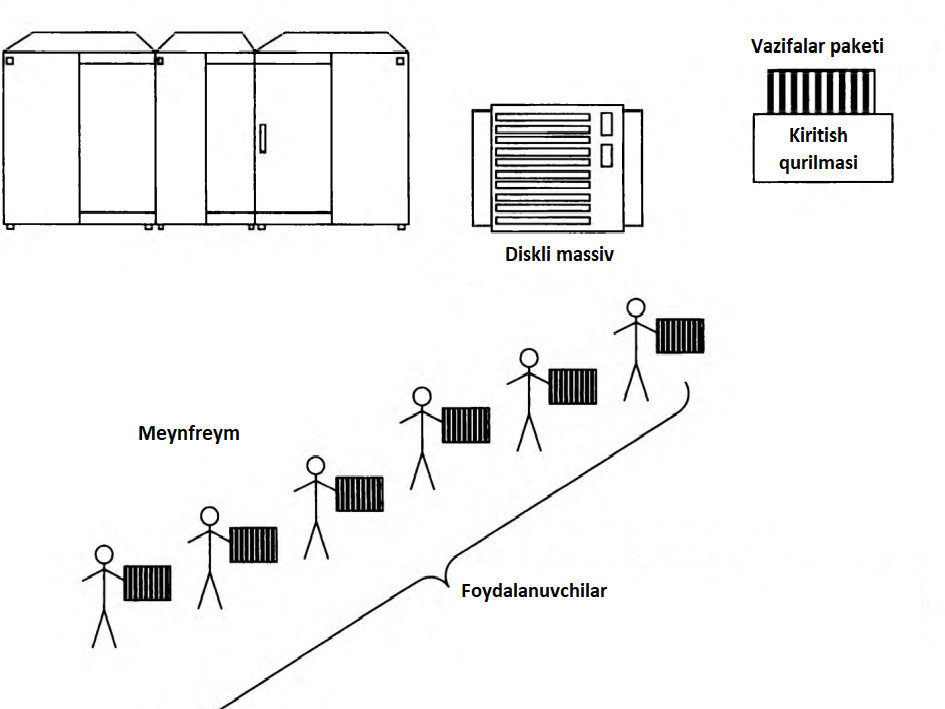 Vazifalar paketi
Kiritish
qurilmasi
Diskli massiv
Meynfreym
Foydalanuvchilar